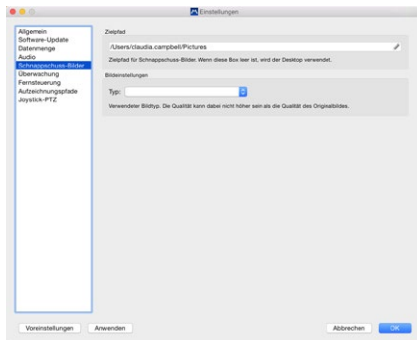 Einstellungen
Allgemein
Software-Update
Datenmenge
Audio
Schnappschuss-Bilder
Überwachung
Fernsteuerung
Aufzeichnungspfade
Joystick-PTZ
Zielpfad
/Users/claudia.campbell/Pictures
Zielpfad für Schnappschuss-Bilder. Wenn diese Box leer ist, wird der Desktop verwendet.
Bildeinstellungen
Typ:
Verwendeter Bildtyp. Die Qualität kann dabei nicht höher sein als die Qualität des Originalbildes.
Voreinstellungen
Anwenden
Abbrechen
OK